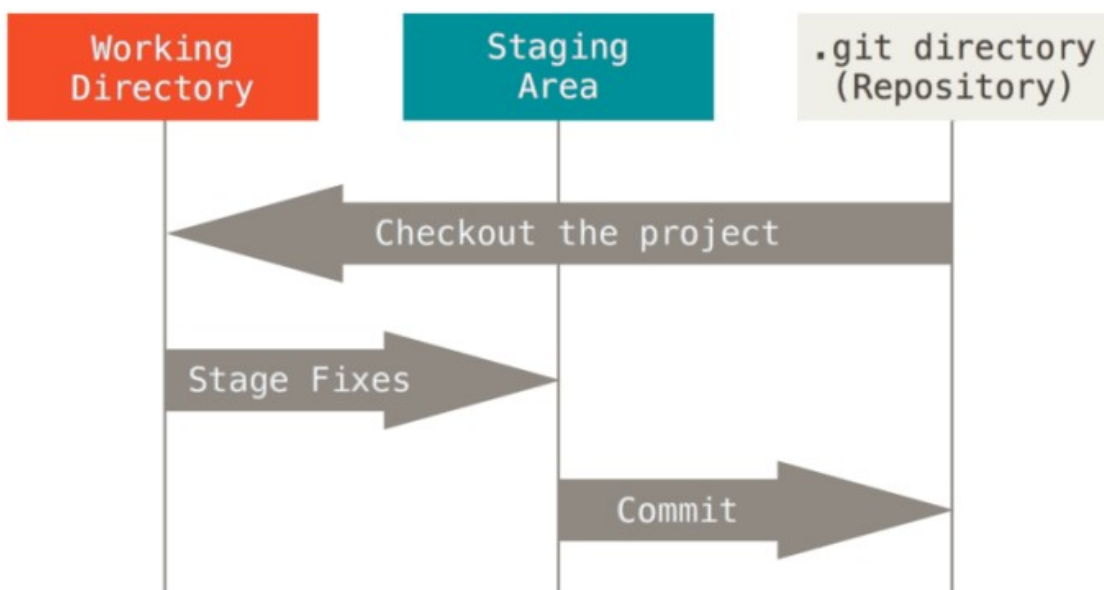 Working
Directory
Staging
Area
.git directory
(Repository)
Checkout the project
Stage Fixes
Commit